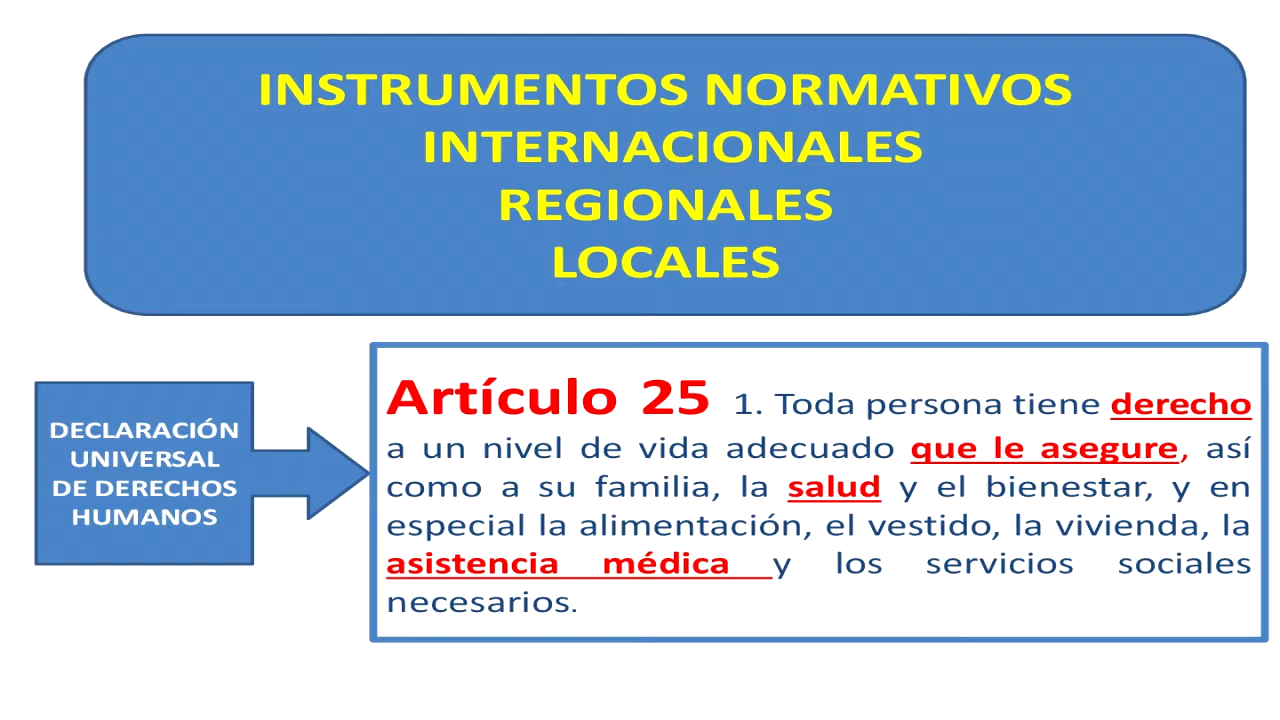 INSTRUMENTOS NORMATIVOS
INTERNACIONALES
REGIONALES
LOCALES
DECLARACIÓN
UNIVERSAL
DE DERECHOS
HUMANOS
Artículo 25 1. Toda persona tiene derecho
a un nivel de vida adecuado que le asegure, así
como a su familia, la salud y el bienestar, y en
especial la alimentación, el vestido, la vivienda, la
asistencia médica y los servicios sociales
necesarios.